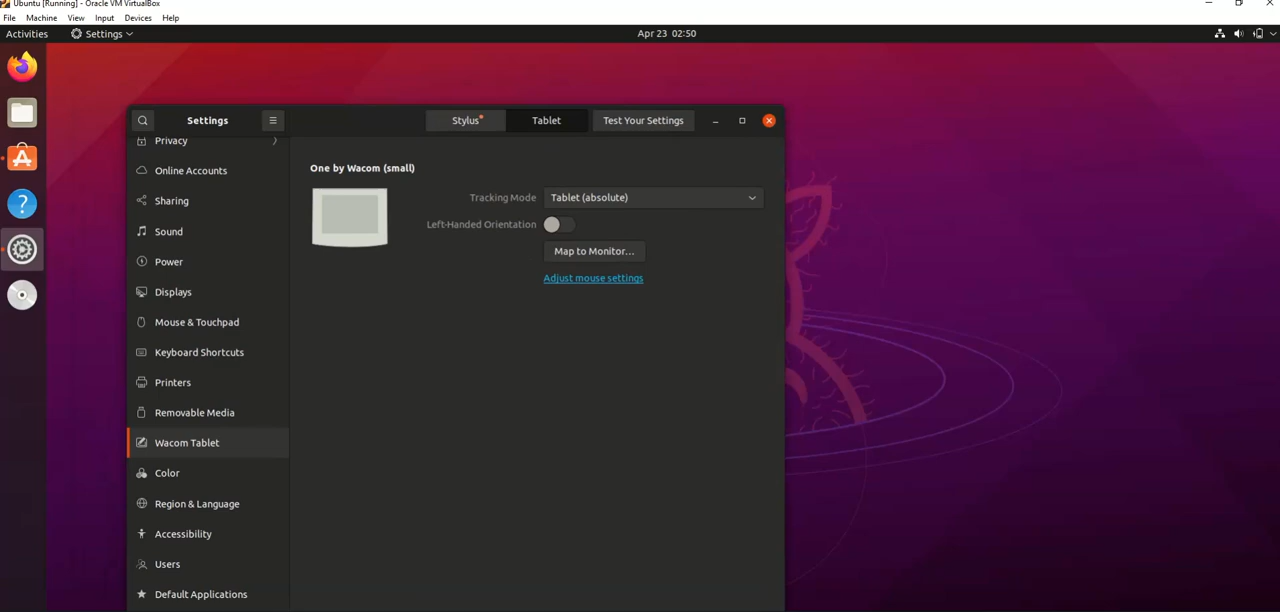 Ubuntu [Running] - Oracle VM VirtualBox
File Machine View Input Devices Help
Activities Settings Apr 23 02:50
Settings Stylus Tablet Test Your Settings
Privacy
Online Accounts
Sharing
Sound
Power
Displays
Mouse & Touchpad
Keyboard Shortcuts
Printers
Removable Media
Wacom Tablet
Color
Region & Language
Accessibility
Users
Default Applications
One by Wacom (small)
Tracking Mode Tablet (absolute)
Left-Handed Orientation
Map to Monitor...
Adjust mouse settings